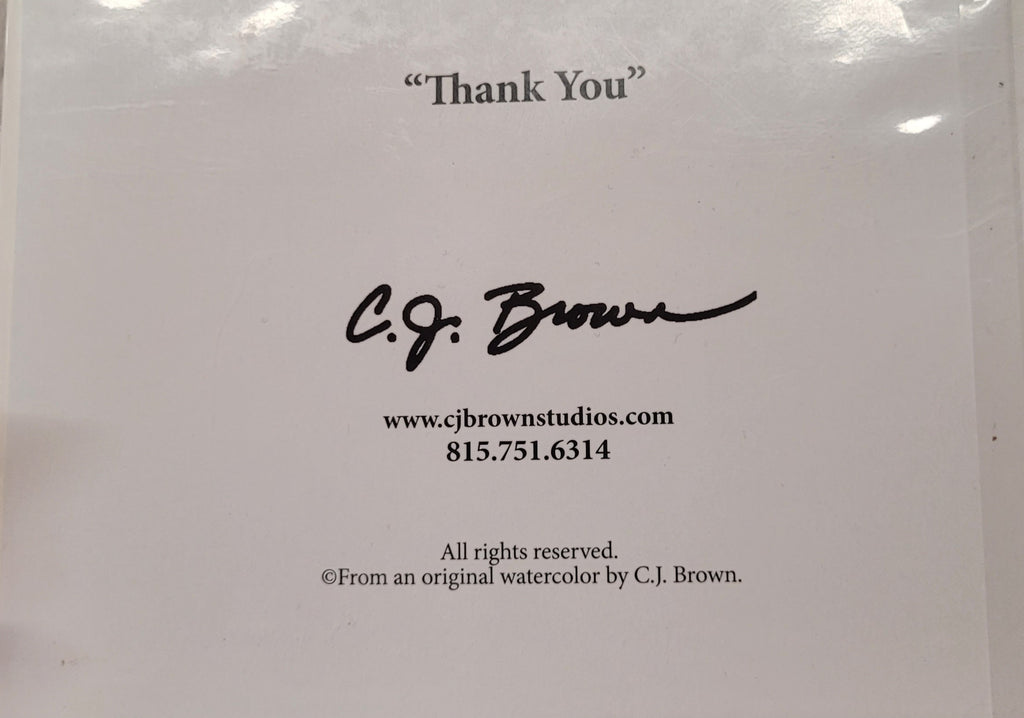 “Thank You”
C.J. Brown
www.cjbrownstudios.com
815.751.6314
All rights reserved.
©From an original watercolor by C.J. Brown.